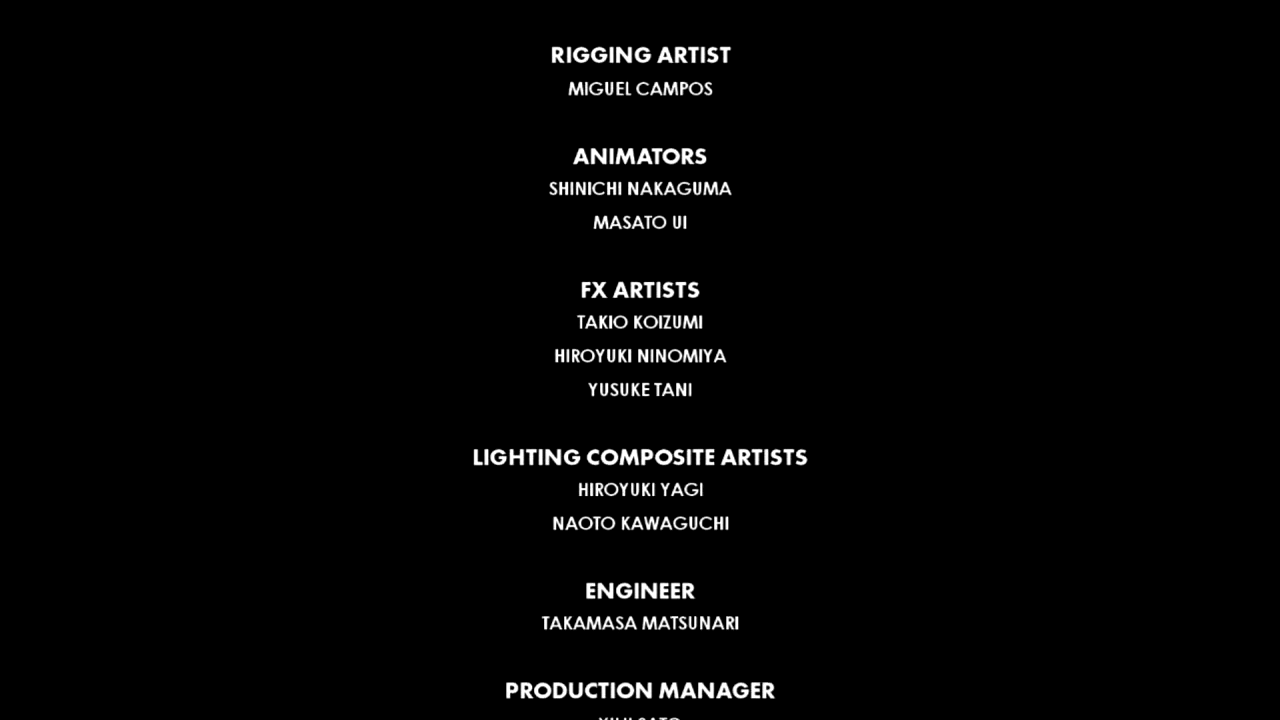 RIGGING ARTIST
MIGUEL CAMPOS
ANIMATORS
SHINICHI NAKAGUMA
MASATO UI
FX ARTISTS
TAKIO KOIZUMI
HIROYUKI NINOMIYA
YUSUKE TANI
LIGHTING COMPOSITE ARTISTS
HIROYUKI YAGI
NAOTO KAWAGUCHI
ENGINEER
TAKAMASA MATSUNARI
PRODUCTION MANAGER